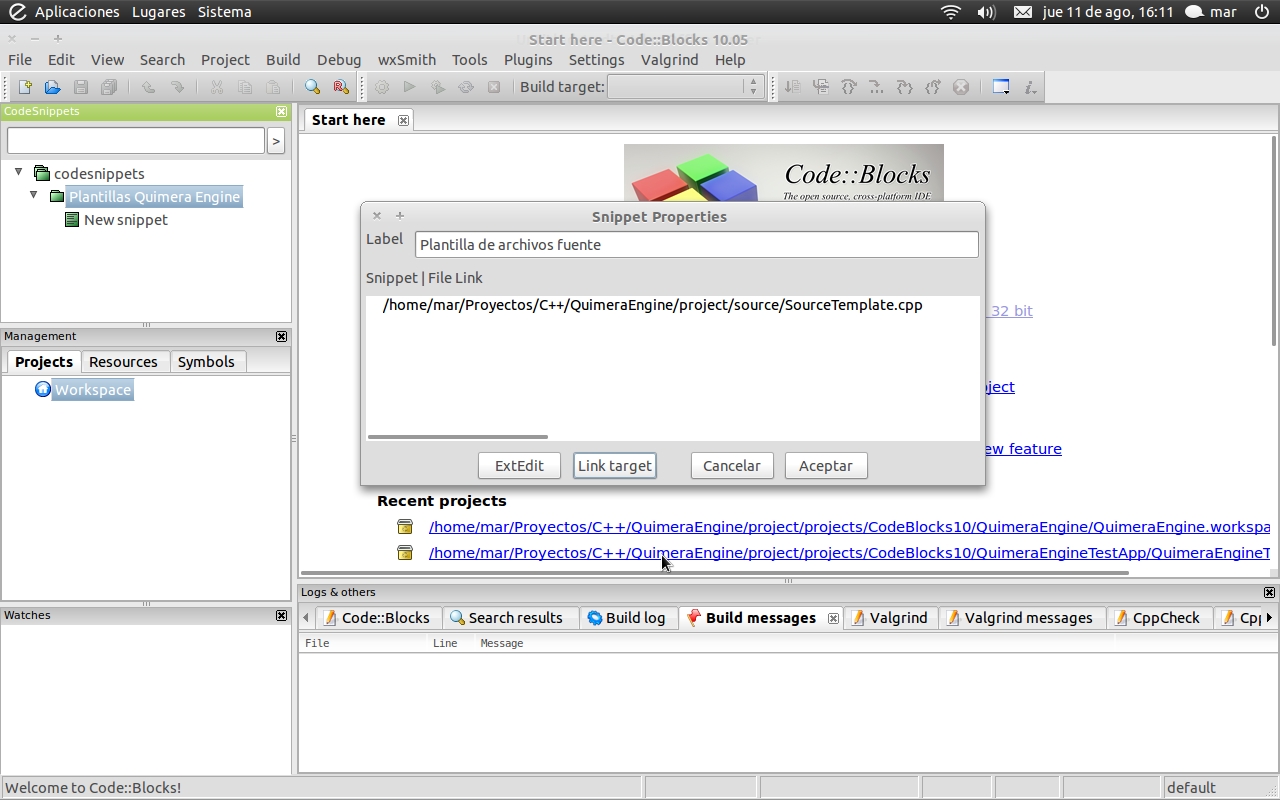 Aplicaciones Lugares Sistema
jue 11 de ago, 16:11 mar
Start here - Code::Blocks 10.05
File Edit View Search Project Build Debug wxSmith Tools Plugins Settings Valgrind Help
Build target:
CodeSnippets
>
codesnippets
Plantillas Quimera Engine
New snippet
Start here
Code::Blocks
The open source, cross-platform IDE
Snippet Properties
Label Plantilla de archivos fuente
Snippet | File Link
/home/mar/Proyectos/C++/QuimeraEngine/project/source/SourceTemplate.cpp
ExtEdit Link target Cancelar Aceptar
32 bit
feature
Management
Projects Resources Symbols
Workspace
Recent projects
/home/mar/Proyectos/C++/QuimeraEngine/project/projects/CodeBlocks10/QuimeraEngine/QuimeraEngine.workspa
/home/mar/Proyectos/C++/QuimeraEngine/project/projects/CodeBlocks10/QuimeraEngineTestApp/QuimeraEngineT
Watches
Logs & others
Code::Blocks Search results Build log Build messages Valgrind Valgrind messages CppCheck Cpp
File Line Message
Welcome to Code::Blocks!
default